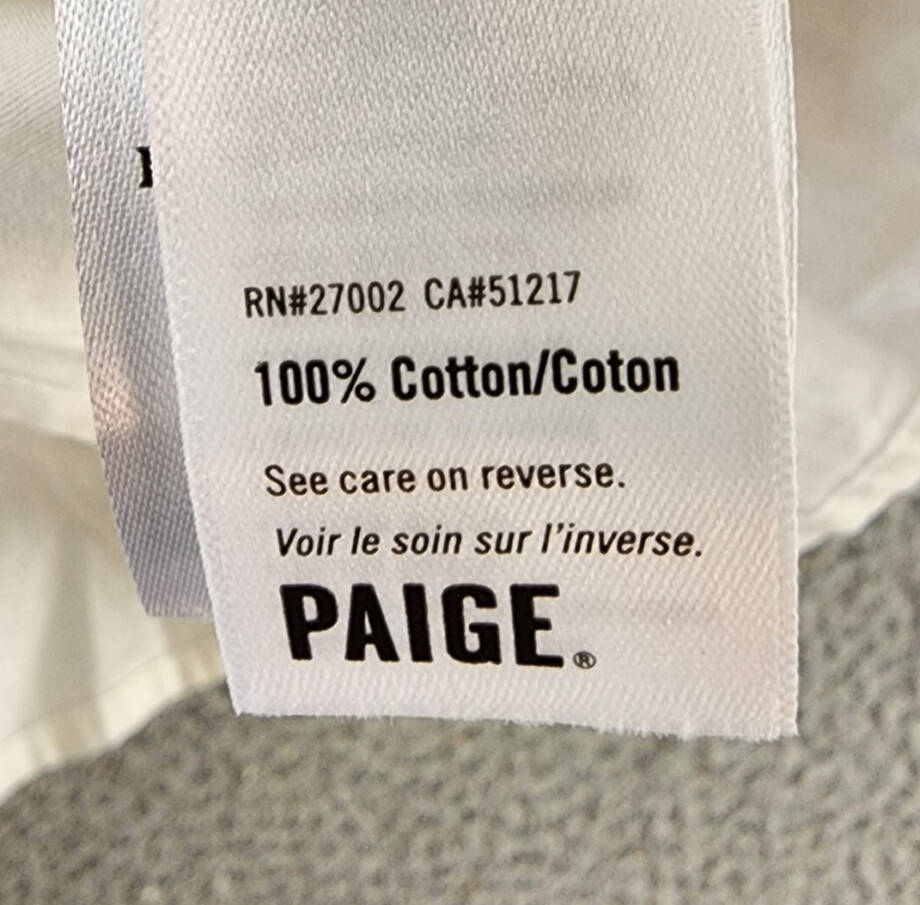 RN#27002 CA#51217
100% Cotton/Coton
See care on reverse.
Voir le soin sur l'inverse.
PAIGE®